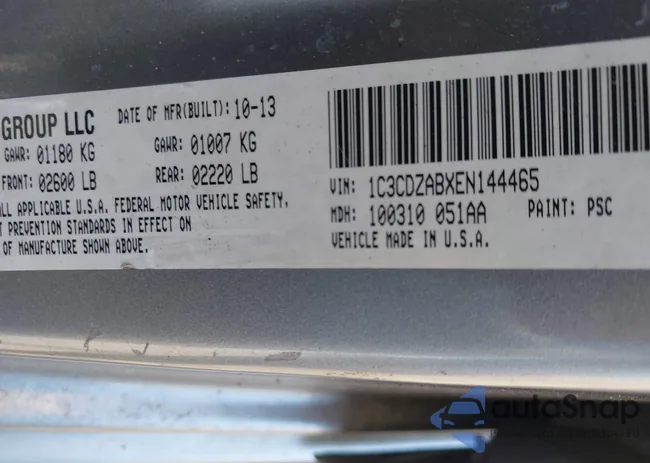 GROUP LLC DATE OF MFR(BUILT): 10-13
GAWR: 01180 KG GAWR: 01007 KG
FRONT: 02600 LB REAR: 02220 LB
ALL APPLICABLE U.S.A. FEDERAL MOTOR VEHICLE SAFETY,
T PREVENTION STANDARDS IN EFFECT ON
OF MANUFACTURE SHOWN ABOVE.
VIN: 1C3CDZABXEN144465
MDH: 100310 051AA PAINT: PSC
VEHICLE MADE IN U.S.A.
autoSnap